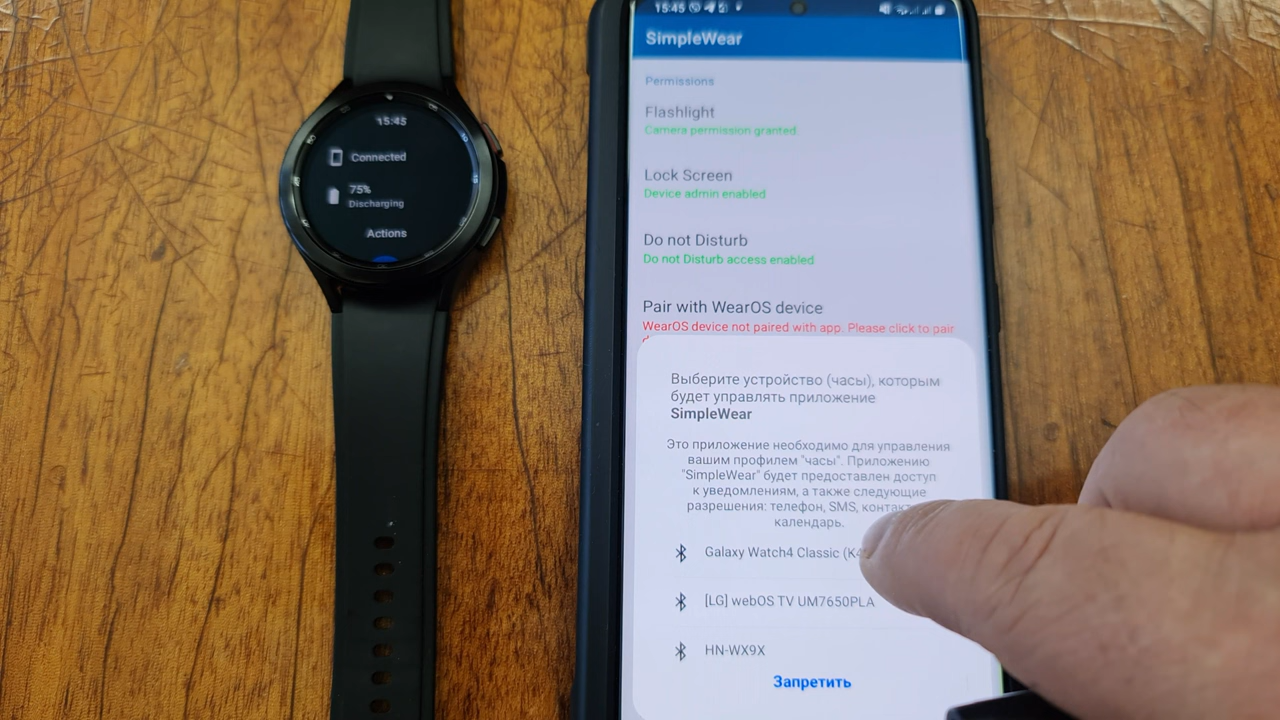 15:45
Connected
75%
Discharging
Actions
15:45
SimpleWear
Permissions
Flashlight
Camera permission granted
Lock Screen
Device admin enabled
Do not Disturb
Do not Disturb access enabled
Pair with WearOS device
WearOS device not paired with app. Please click to pair
Выберите устройство (часы), которым
будет управлять приложение
SimpleWear
Это приложение необходимо для управления
вашим профилем "часы". Приложению
"SimpleWear" будет предоставлен доступ
к уведомлениям, а также следующие
разрешения: телефон, SMS,
календарь.
Galaxy Watch4 Classic
[LG] webOS TV UM7650PLA
HN-WX9X
Запретить